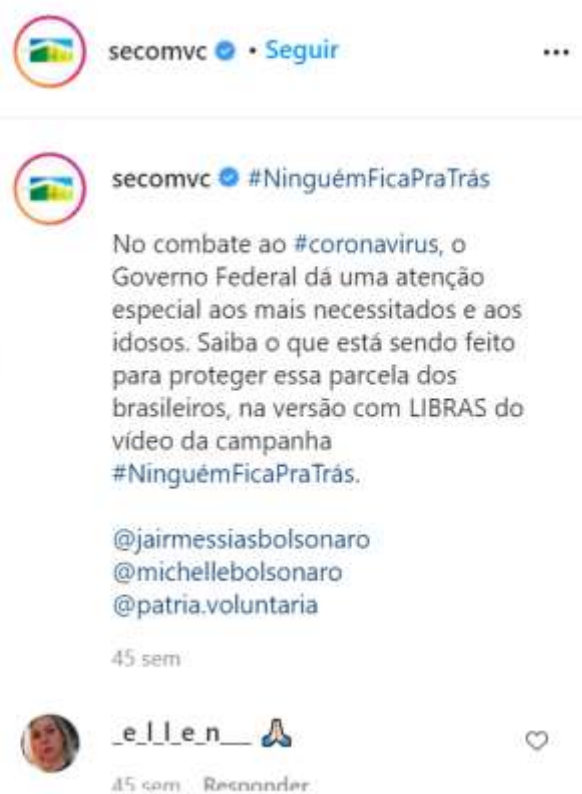 secomvc • Seguir
secomvc #NinguémFicaPraTrás
No combate ao #coronavirus, o
Governo Federal dá uma atenção
especial aos mais necessitados e aos
idosos. Saiba o que está sendo feito
para proteger essa parcela dos
brasileiros, na versão com LIBRAS do
vídeo da campanha
#NinguémFicaPraTrás.
@jairmessiasbolsonaro
@michellebolsonaro
@patria.voluntaria
45 sem
_e_l_l_e_n___ 🙏🏻
45 sem Responder